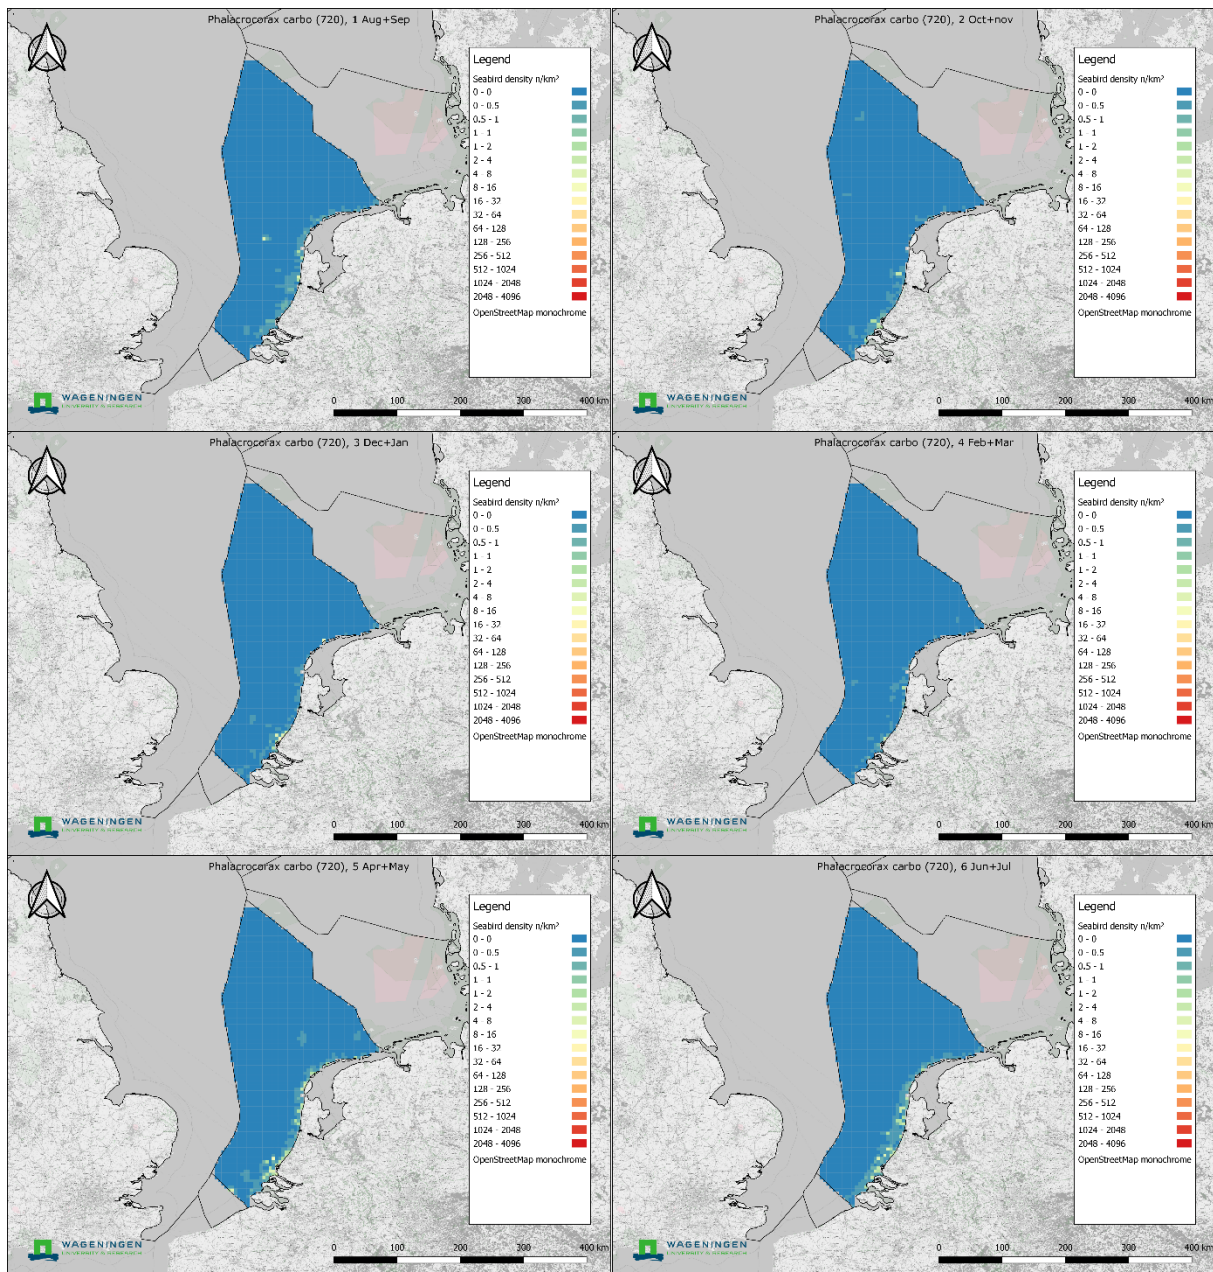 Phalacrocorax carbo (720), 1 Aug+Sep
Legend
Seabird density n/km²
0 - 0
0 - 0.5
0.5 - 1
1 - 1
1 - 2
2 - 4
4 - 8
8 - 16
16 - 32
32 - 64
64 - 128
128 - 256
256 - 512
512 - 1024
1024 - 2048
2048 - 4096
OpenStreetMap monochrome
WAGENINGEN
UNIVERSITY & RESEARCH
0 100 200 300 400 km
Phalacrocorax carbo (720), 2 Oct+nov
Legend
Seabird density n/km²
0 - 0
0 - 0.5
0.5 - 1
1 - 1
1 - 2
2 - 4
4 - 8
8 - 16
16 - 32
32 - 64
64 - 128
128 - 256
256 - 512
512 - 1024
1024 - 2048
2048 - 4096
OpenStreetMap monochrome
WAGENINGEN
UNIVERSITY & RESEARCH
0 100 200 300 400 km
Phalacrocorax carbo (720), 3 Dec+Jan
Legend
Seabird density n/km²
0 - 0
0 - 0.5
0.5 - 1
1 - 1
1 - 2
2 - 4
4 - 8
8 - 16
16 - 32
32 - 64
64 - 128
128 - 256
256 - 512
512 - 1024
1024 - 2048
2048 - 4096
OpenStreetMap monochrome
WAGENINGEN
UNIVERSITY & RESEARCH
0 100 200 300 400 km
Phalacrocorax carbo (720), 4 Feb+Mar
Legend
Seabird density n/km²
0 - 0
0 - 0.5
0.5 - 1
1 - 1
1 - 2
2 - 4
4 - 8
8 - 16
16 - 32
32 - 64
64 - 128
128 - 256
256 - 512
512 - 1024
1024 - 2048
2048 - 4096
OpenStreetMap monochrome
WAGENINGEN
UNIVERSITY & RESEARCH
0 100 200 300 400 km
Phalacrocorax carbo (720), 5 Apr+May
Legend
Seabird density n/km²
0 - 0
0 - 0.5
0.5 - 1
1 - 1
1 - 2
2 - 4
4 - 8
8 - 16
16 - 32
32 - 64
64 - 128
128 - 256
256 - 512
512 - 1024
1024 - 2048
2048 - 4096
OpenStreetMap monochrome
WAGENINGEN
UNIVERSITY & RESEARCH
0 100 200 300 400 km
Phalacrocorax carbo (720), 6 Jun+Jul
Legend
Seabird density n/km²
0 - 0
0 - 0.5
0.5 - 1
1 - 1
1 - 2
2 - 4
4 - 8
8 - 16
16 - 32
32 - 64
64 - 128
128 - 256
256 - 512
512 - 1024
1024 - 2048
2048 - 4096
OpenStreetMap monochrome
WAGENINGEN
UNIVERSITY & RESEARCH
0 100 200 300 400 km